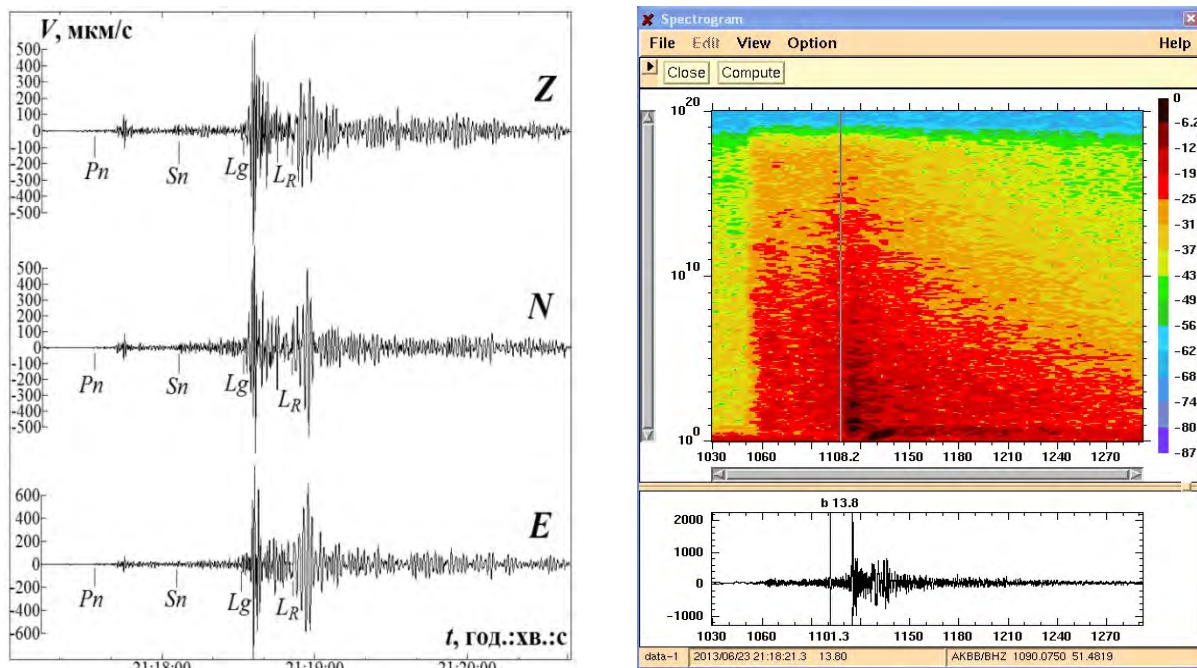 V, мкм/с
500
400
300
200
100
0
-100
-200
-300
-400
-500
Z
Pn
Sn
Lg
LR
500
400
300
200
100
0
-100
-200
-300
-400
-500
N
Pn
Sn
Lg
LR
600
400
200
0
-200
-400
-600
E
Pn
Sn
Lg
LR
t, год.:хв.:с
21:18:00
21:19:00
21:20:00
Spectrogram
File Edit View Option Help
Close Compute
10^20
10^10
10^0
1030 1060 1108.2 1150 1180 1210 1240 1270
0
-6.2
-12
-19
-25
-31
-37
-43
-49
-56
-62
-68
-74
-80
-87
b 13.8
2000
1000
0
-1000
1030 1060 1101.3 1150 1180 1210 1240 1270
data-1 2013/06/23 21:18:21.3 13.80 AKBB/BHZ 1090.0750 51.4819